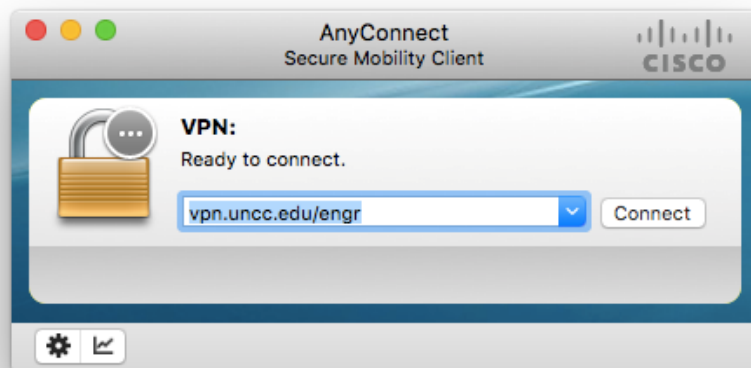 AnyConnect
Secure Mobility Client
CISCO
VPN:
Ready to connect.
vpn.uncc.edu/engr
Connect